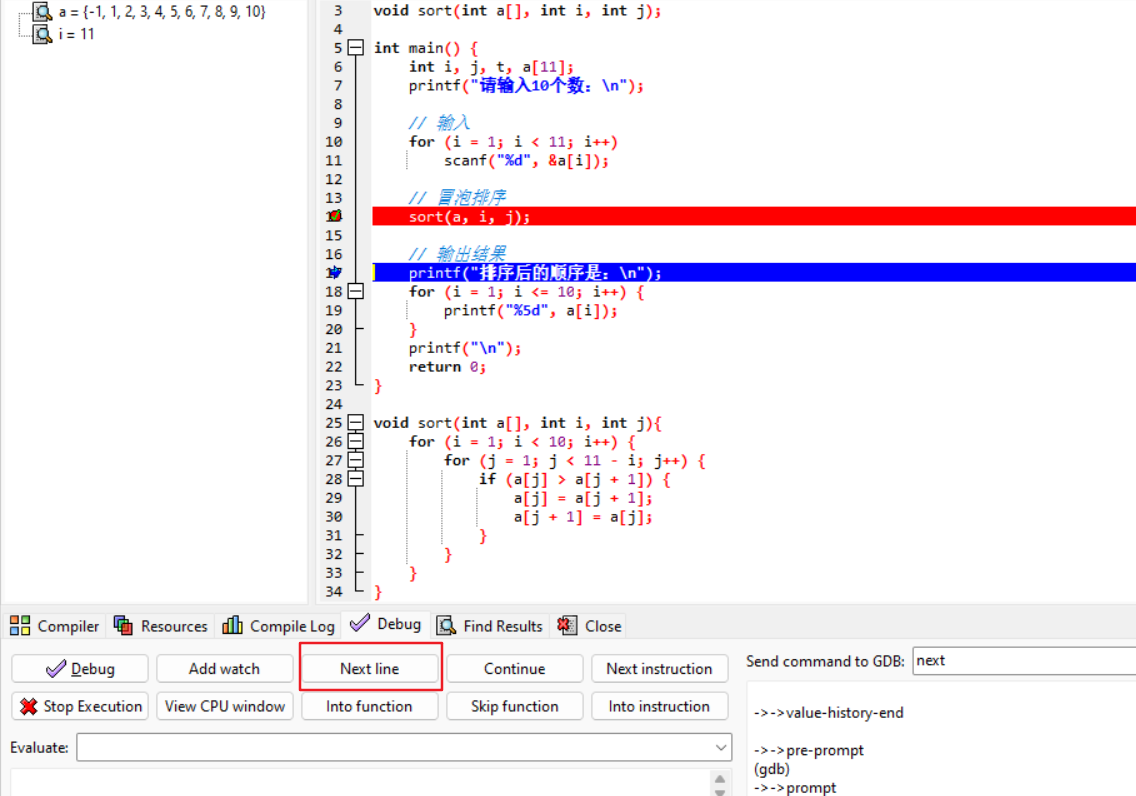 a = {-1, 1, 2, 3, 4, 5, 6, 7, 8, 9, 10}
i = 11
3 void sort(int a[], int i, int j);
4
5 int main() {
6 int i, j, t, a[11];
7 printf("请输入10个数：\n");
8
9 // 输入
10 for (i = 1; i < 11; i++)
11 scanf("%d", &a[i]);
12
13 // 冒泡排序
sort(a, i, j);
15
16 // 输出结果
printf("排序后的顺序是：\n");
18 for (i = 1; i <= 10; i++) {
19 printf("%5d", a[i]);
20 }
21 printf("\n");
22 return 0;
23 }
24
25 void sort(int a[], int i, int j){
26 for (i = 1; i < 10; i++) {
27 for (j = 1; j < 11 - i; j++) {
28 if (a[j] > a[j + 1]) {
29 a[j] = a[j + 1];
30 a[j + 1] = a[j];
31 }
32 }
33 }
34 }
Compiler Resources Compile Log Debug Find Results Close
Debug Add watch Next line Continue Next instruction
Stop Execution View CPU window Into function Skip function Into instruction
Evaluate:
Send command to GDB: next
->->value-history-end
->->pre-prompt
(gdb)
->->prompt